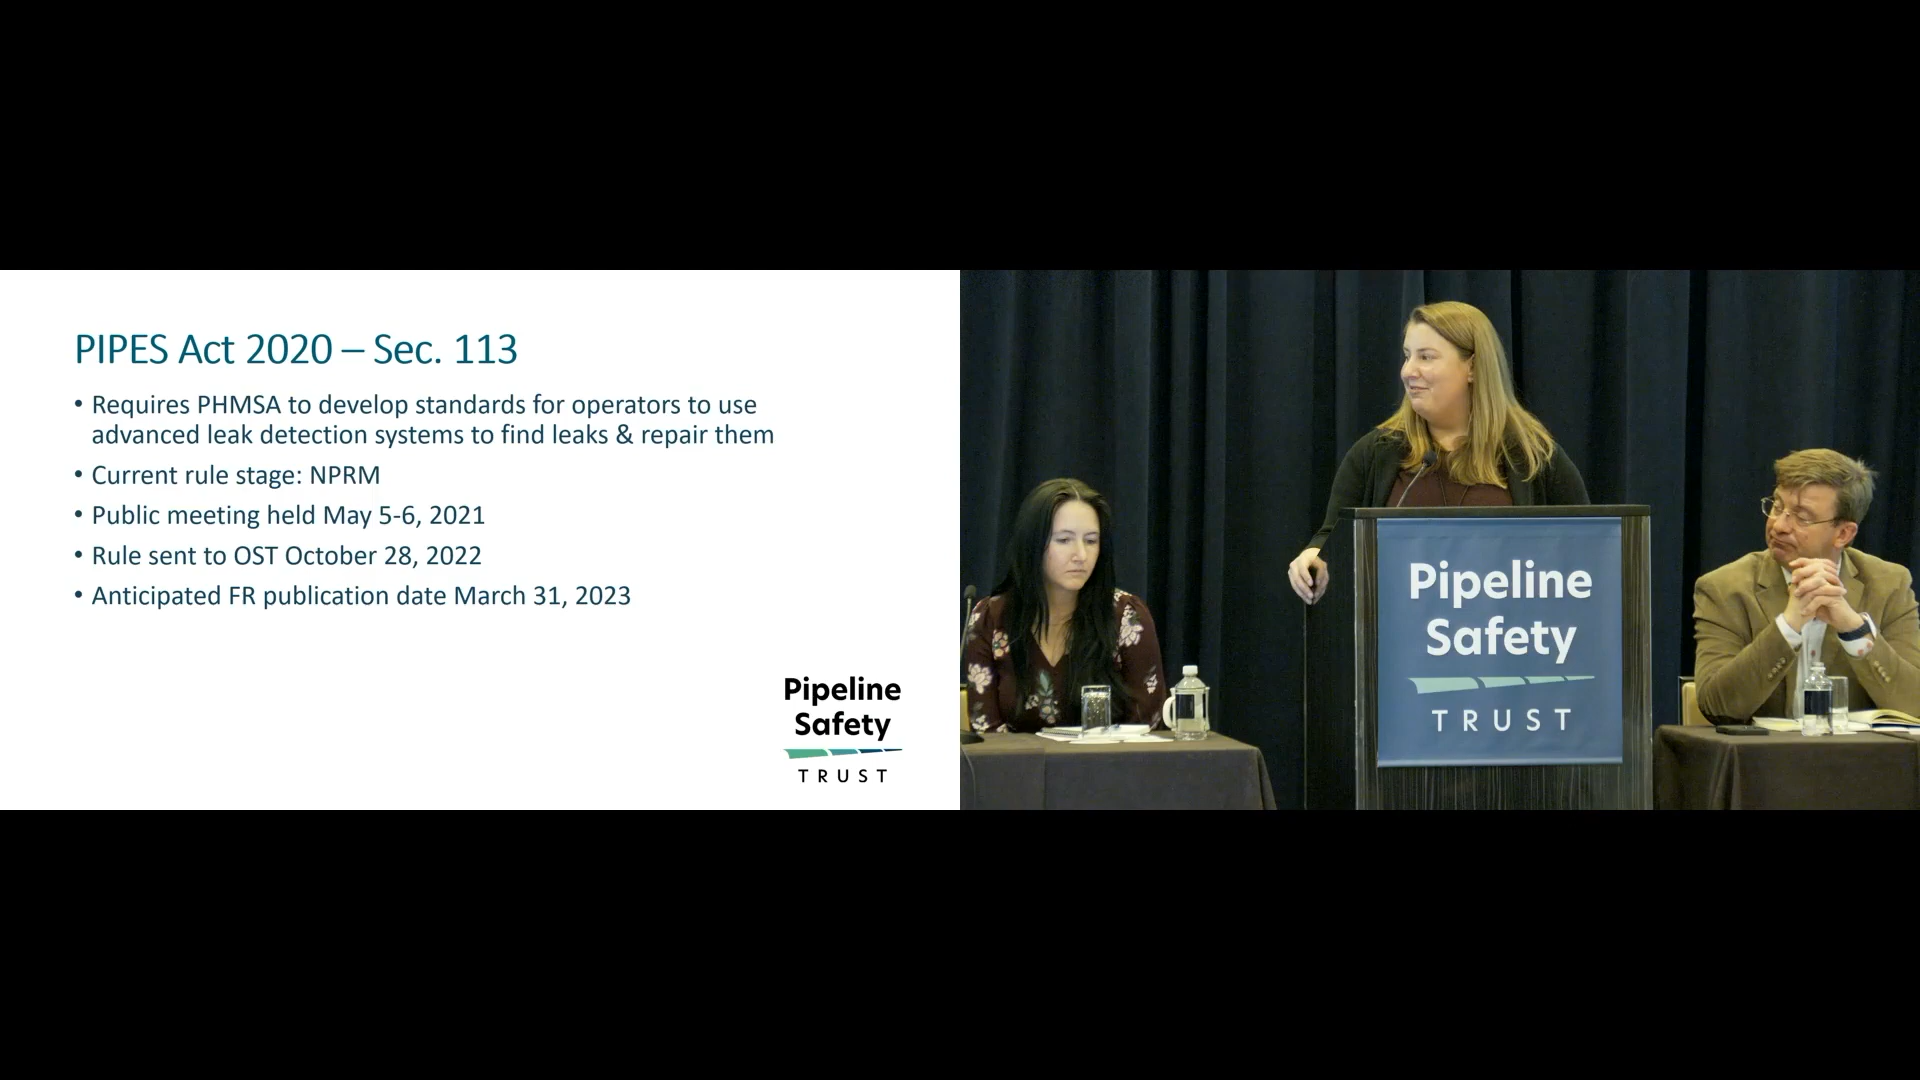 PIPES Act 2020 – Sec. 113
• Requires PHMSA to develop standards for operators to use
advanced leak detection systems to find leaks & repair them
• Current rule stage: NPRM
• Public meeting held May 5-6, 2021
• Rule sent to OST October 28, 2022
• Anticipated FR publication date March 31, 2023
Pipeline
Safety
TRUST
Pipeline
Safety
TRUST